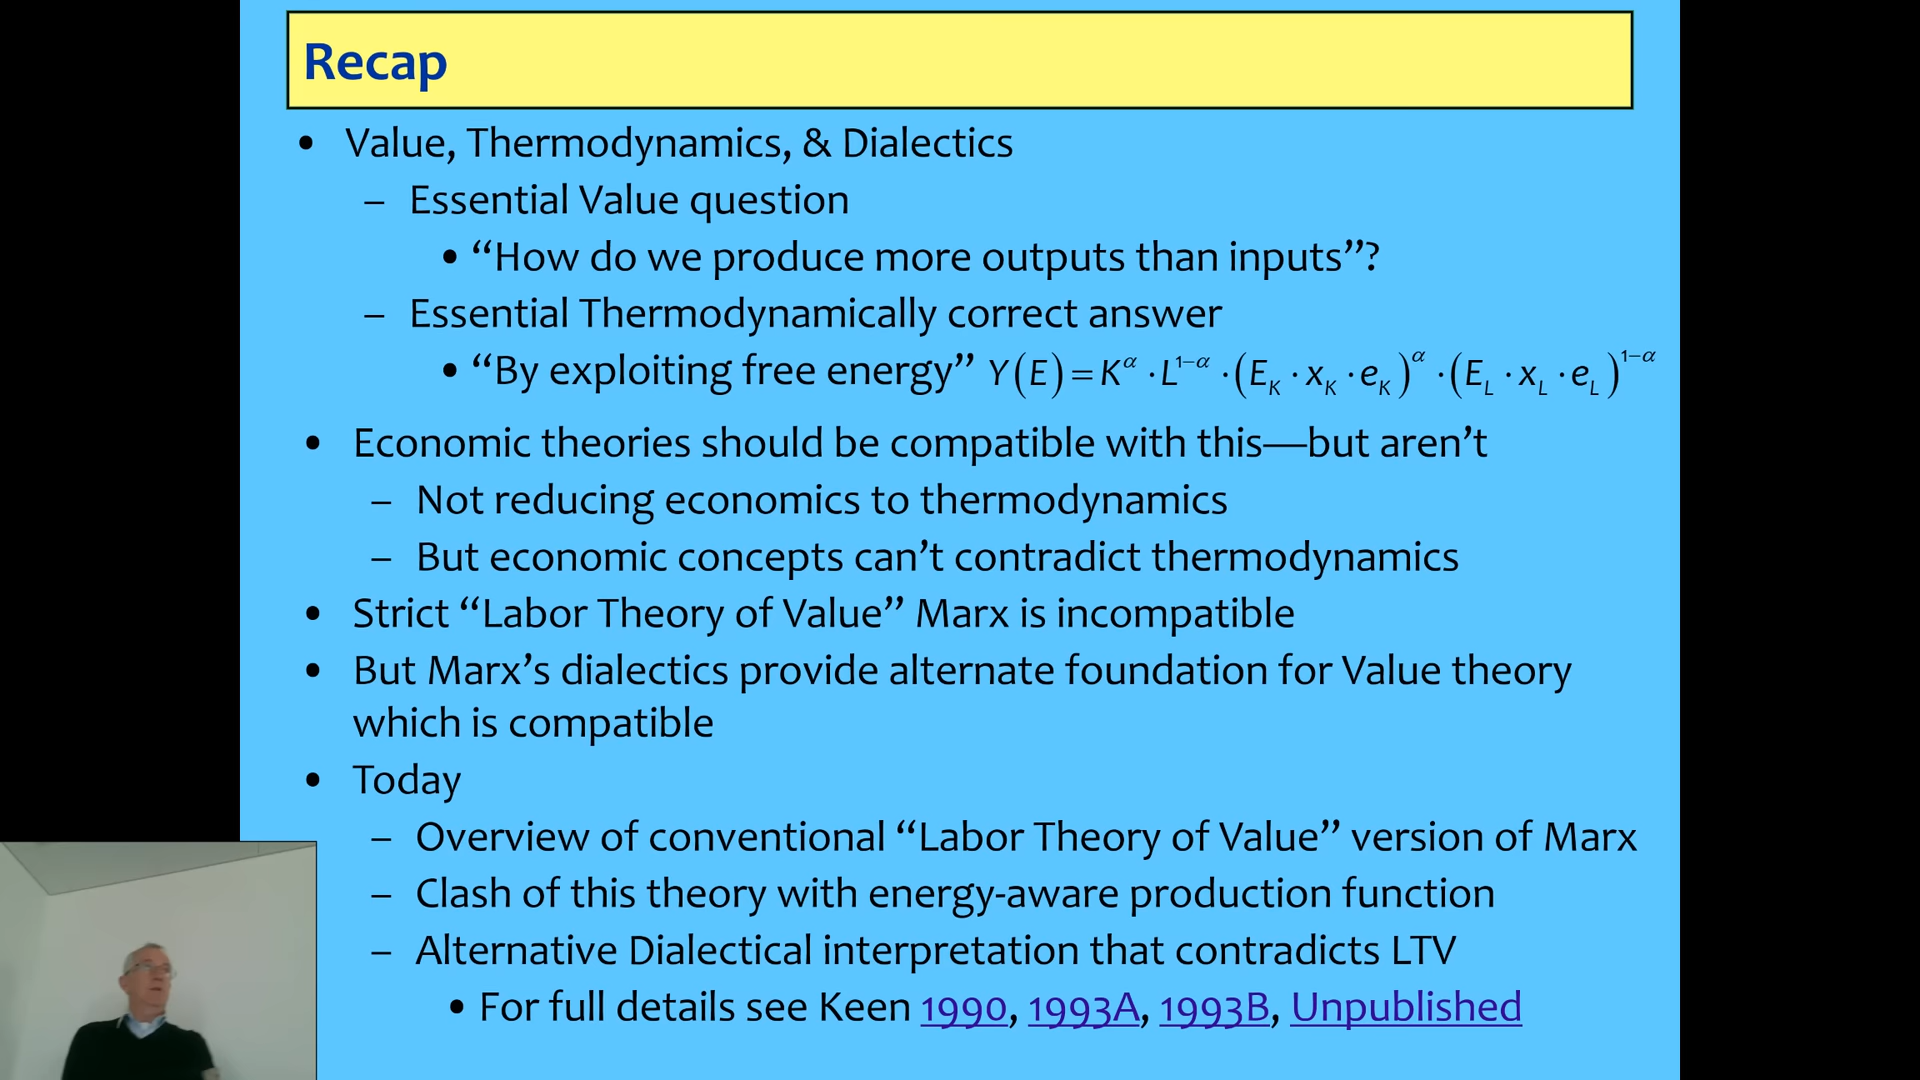 Recap
• Value, Thermodynamics, & Dialectics
– Essential Value question
• “How do we produce more outputs than inputs”?
– Essential Thermodynamically correct answer
• “By exploiting free energy” Y(E) = K^α · L^{1−α} · (E_K · x_K · e_K)^α · (E_L · x_L · e_L)^{1−α}
• Economic theories should be compatible with this—but aren’t
– Not reducing economics to thermodynamics
– But economic concepts can’t contradict thermodynamics
• Strict “Labor Theory of Value” Marx is incompatible
• But Marx’s dialectics provide alternate foundation for Value theory
which is compatible
• Today
– Overview of conventional “Labor Theory of Value” version of Marx
– Clash of this theory with energy-aware production function
– Alternative Dialectical interpretation that contradicts LTV
• For full details see Keen 1990, 1993A, 1993B, Unpublished